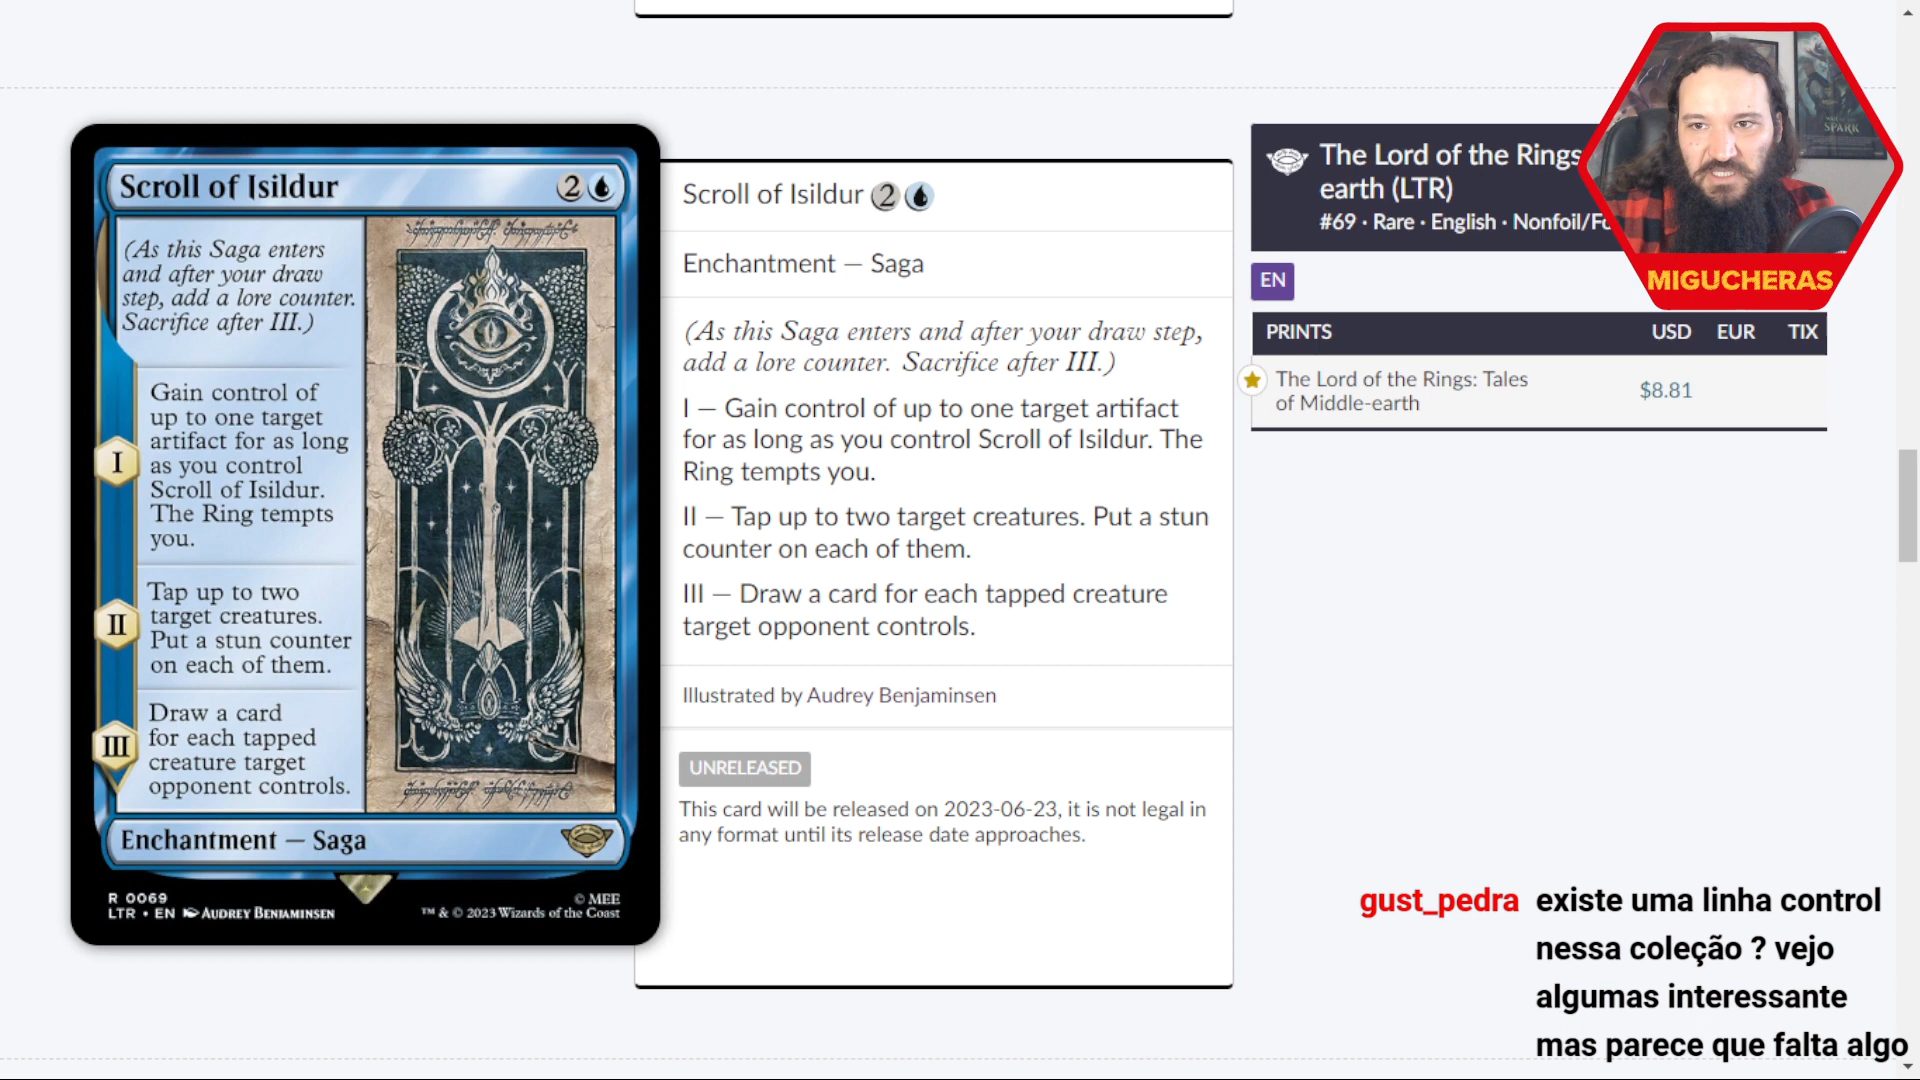 Scroll of Isildur 2
(As this Saga enters
and after your draw
step, add a lore counter.
Sacrifice after III.)
I
Gain control of
up to one target
artifact for as long
as you control
Scroll of Isildur.
The Ring tempts
you.
II
Tap up to two
target creatures.
Put a stun counter
on each of them.
III
Draw a card
for each tapped
creature target
opponent controls.
Enchantment — Saga
R 0069
LTR • EN AUDREY BENJAMINSEN
© MEE
™ & © 2023 Wizards of the Coast
Scroll of Isildur 2
Enchantment — Saga
(As this Saga enters and after your draw step,
add a lore counter. Sacrifice after III.)
I — Gain control of up to one target artifact
for as long as you control Scroll of Isildur. The
Ring tempts you.
II — Tap up to two target creatures. Put a stun
counter on each of them.
III — Draw a card for each tapped creature
target opponent controls.
Illustrated by Audrey Benjaminsen
UNRELEASED
This card will be released on 2023-06-23, it is not legal in
any format until its release date approaches.
The Lord of the Rings
earth (LTR)
#69 · Rare · English · Nonfoil/Fo
EN
PRINTS USD EUR TIX
The Lord of the Rings: Tales
of Middle-earth
$8.81
SPARK
MIGUCHERAS
gust_pedra existe uma linha control
nessa coleção ? vejo
algumas interessante
mas parece que falta algo